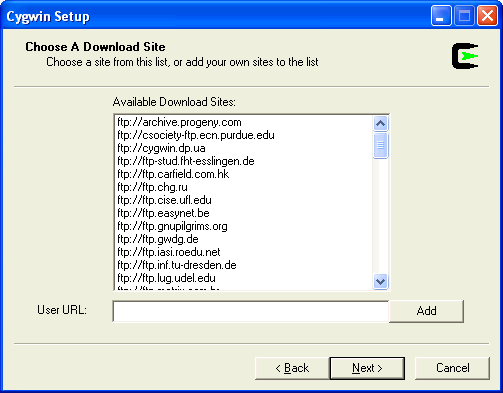 Cygwin Setup
Choose A Download Site
Choose a site from this list, or add your own sites to the list
Available Download Sites:
ftp://archive.progeny.com
ftp://csociety-ftp.ecn.purdue.edu
ftp://cygwin.dp.ua
ftp://ftp-stud.fht-esslingen.de
ftp://ftp.carfield.com.hk
ftp://ftp.chg.ru
ftp://ftp.cise.ufl.edu
ftp://ftp.easynet.be
ftp://ftp.gnupilgrims.org
ftp://ftp.gwdg.de
ftp://ftp.iasi.roedu.net
ftp://ftp.inf.tu-dresden.de
ftp://ftp.lug.udel.edu
User URL:
Add
< Back
Next >
Cancel